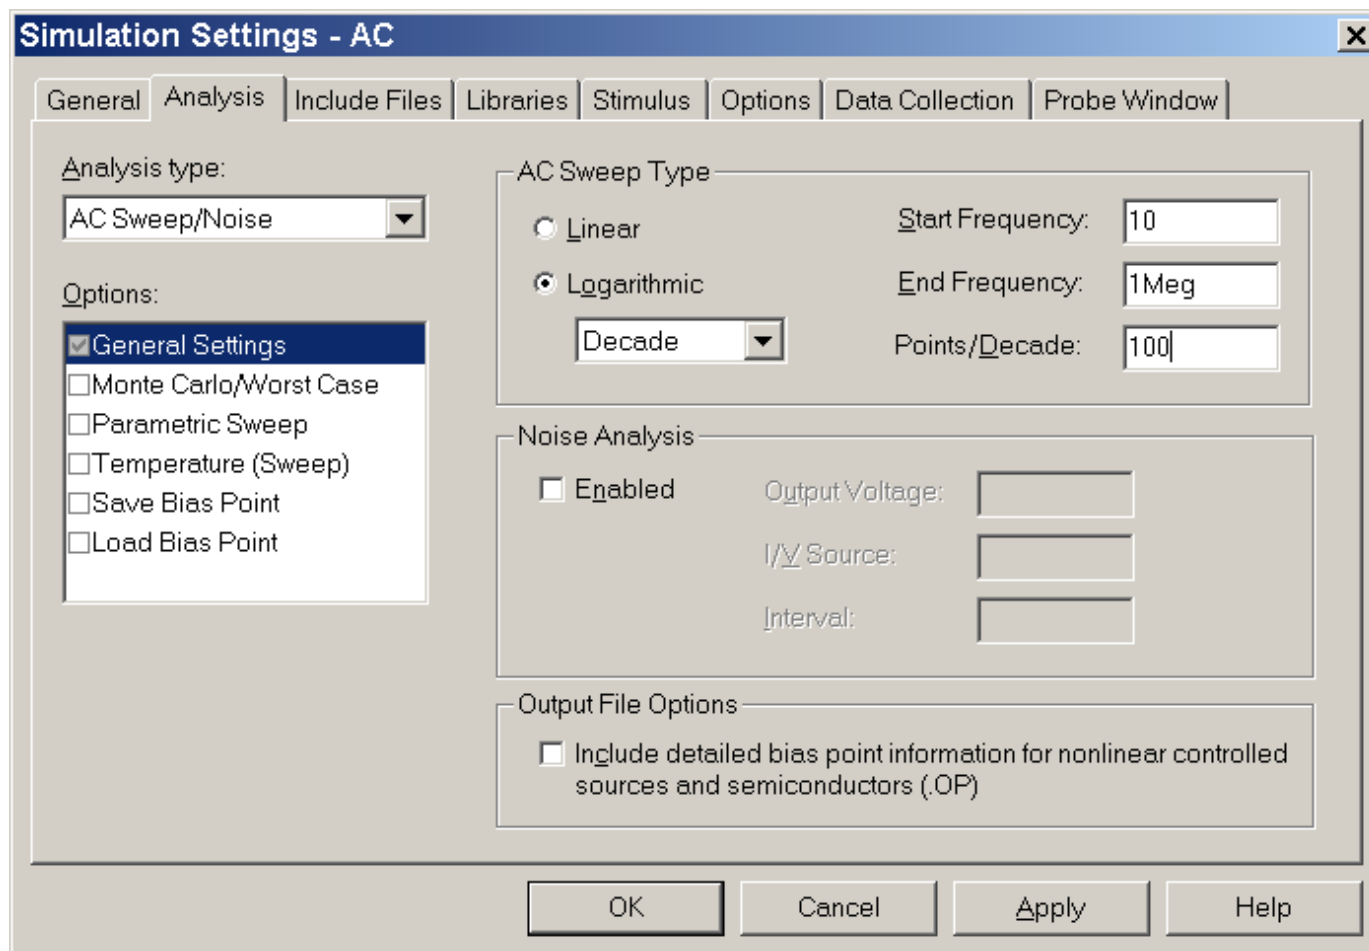 Simulation Settings - AC
General Analysis Include Files Libraries Stimulus Options Data Collection Probe Window
Analysis type:
AC Sweep/Noise
Options:
General Settings
Monte Carlo/Worst Case
Parametric Sweep
Temperature (Sweep)
Save Bias Point
Load Bias Point
AC Sweep Type
Linear
Logarithmic
Decade
Start Frequency: 10
End Frequency: 1Meg
Points/Decade: 100
Noise Analysis
Enabled
Output Voltage:
I/V Source:
Interval:
Output File Options
Include detailed bias point information for nonlinear controlled
sources and semiconductors (.OP)
OK Cancel Apply Help